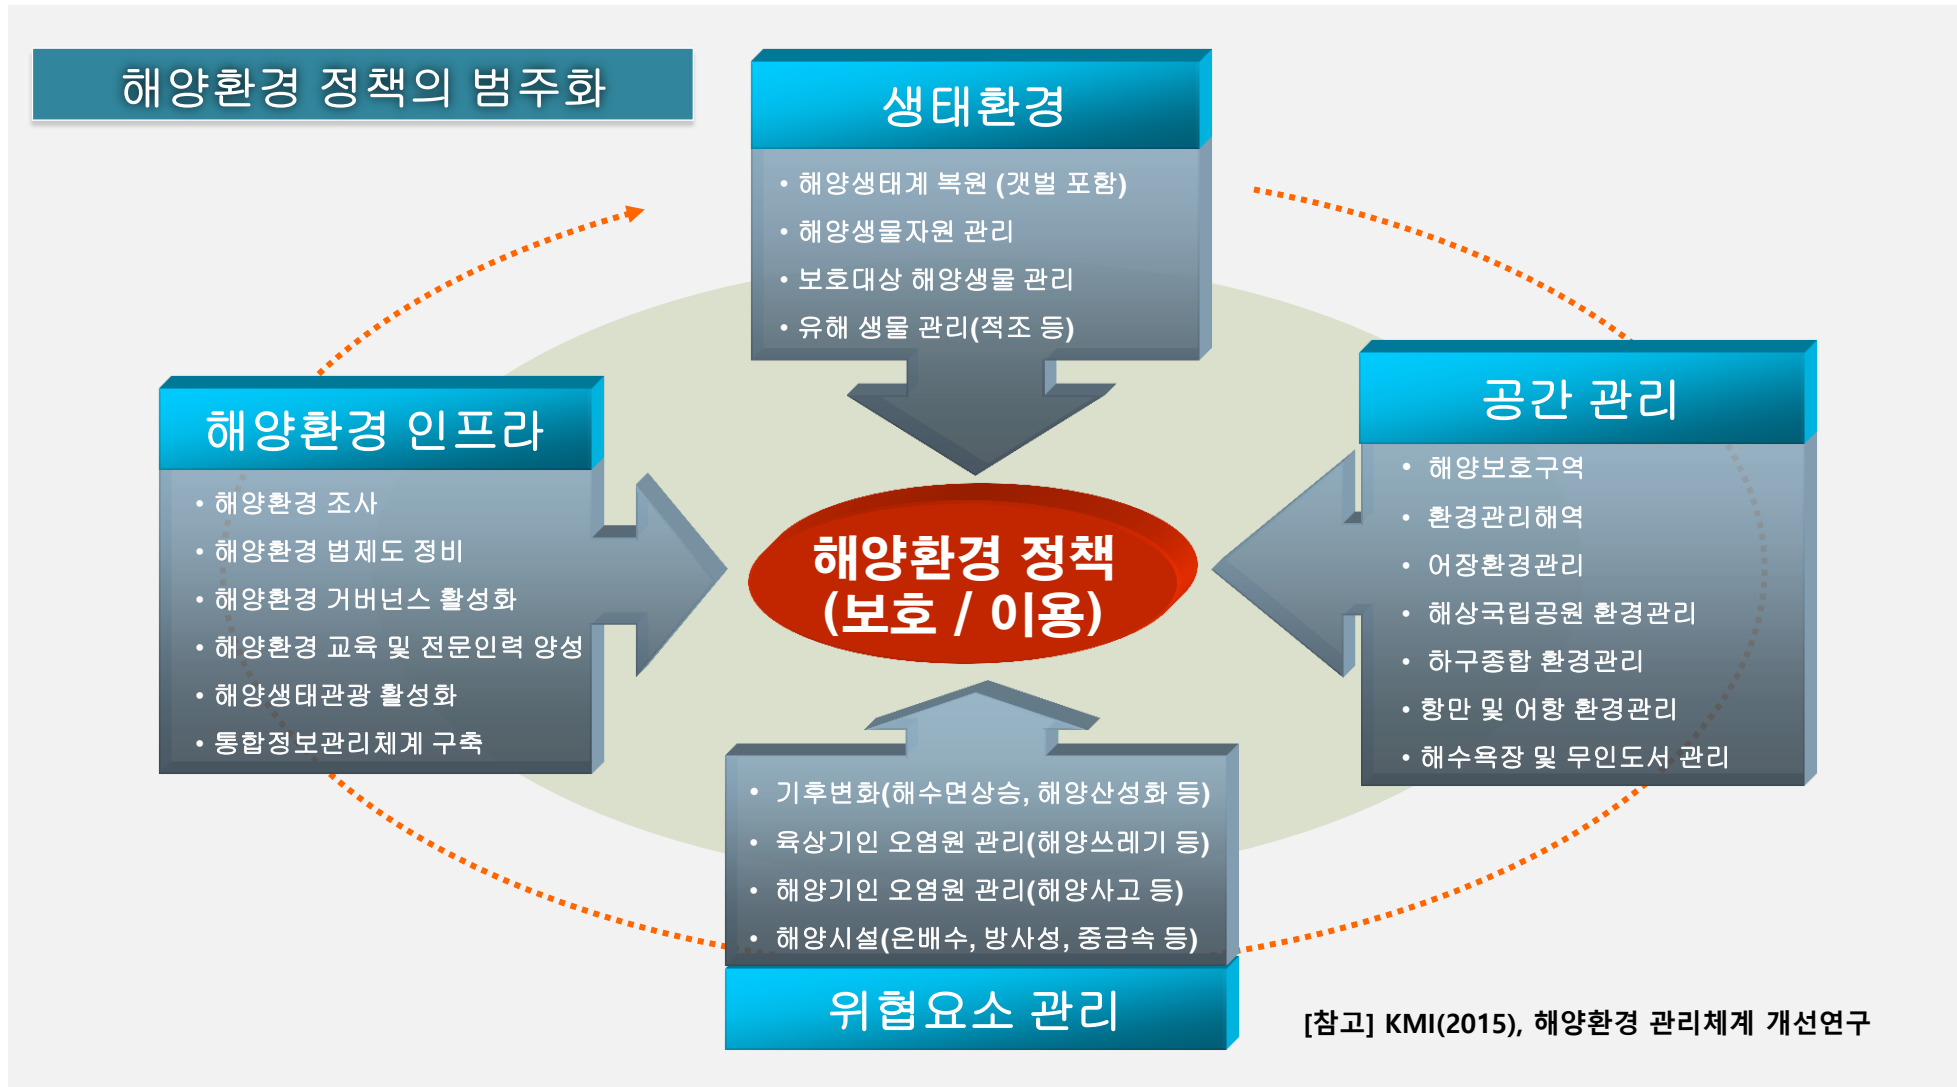 해양환경 정책의 범주화
생태환경
• 해양생태계 복원 (갯벌 포함)
• 해양생물자원 관리
• 보호대상 해양생물 관리
• 유해 생물 관리(적조 등)
해양환경 인프라
• 해양환경 조사
• 해양환경 법제도 정비
• 해양환경 거버넌스 활성화
• 해양환경 교육 및 전문인력 양성
• 해양생태관광 활성화
• 통합정보관리체계 구축
해양환경 정책
(보호 / 이용)
공간 관리
• 해양보호구역
• 환경관리해역
• 어장환경관리
• 해상국립공원 환경관리
• 하구종합 환경관리
• 항만 및 어항 환경관리
• 해수욕장 및 무인도서 관리
• 기후변화(해수면상승, 해양산성화 등)
• 육상기인 오염원 관리(해양쓰레기 등)
• 해양기인 오염원 관리(해양사고 등)
• 해양시설(온배수, 방사성, 중금속 등)
위협요소 관리
[참고] KMI(2015), 해양환경 관리체계 개선연구